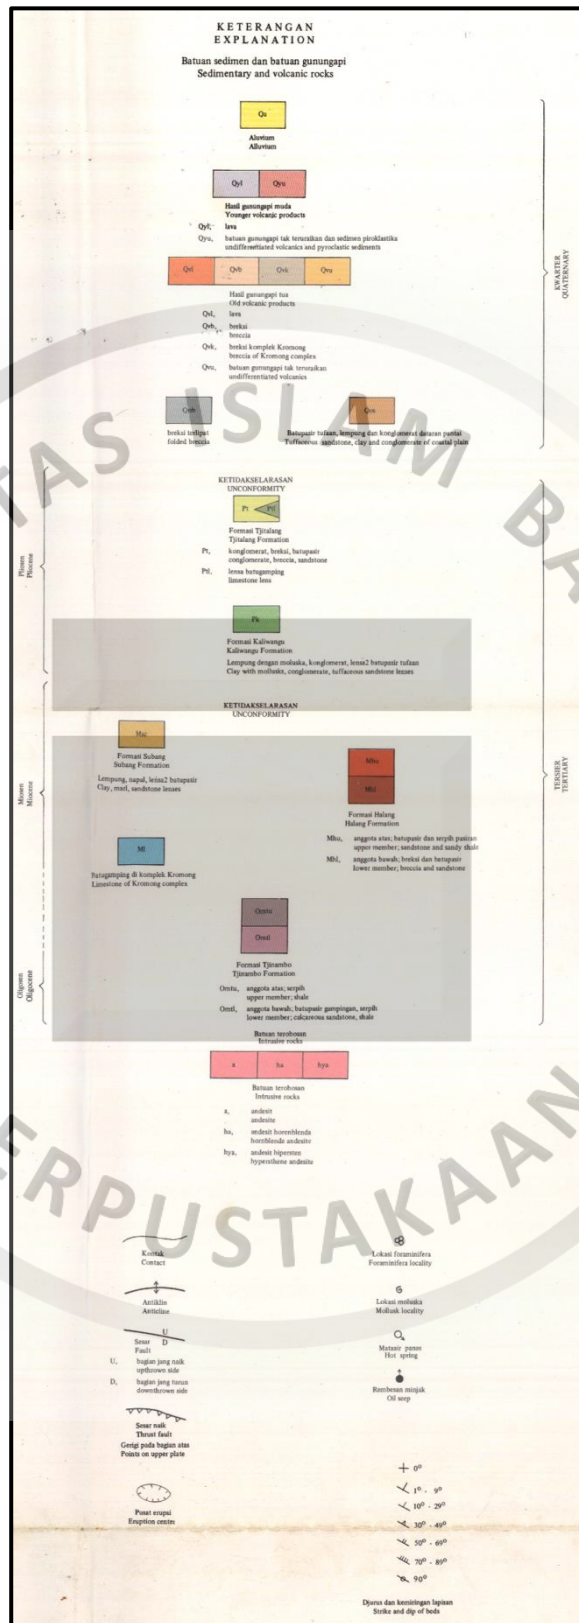 KETERANGAN
EXPLANATION
Batuan sedimen dan batuan gunungapi
Sedimentary and volcanic rocks
Qa
Aluvium
Alluvium
Qyl Qyu
Hasil gunungapi muda
Younger volcanic products
Qyl, lava
Qyu, batuan gunungapi tak teruraikan dan sedimen piroklastika
undifferentiated volcanics and pyroclastic sediments
Qvl Qvb Qvk Qvu
Hasil gunungapi tua
Old volcanic products
Qvl, lava
Qvb, breksi
breccia
Qvk, breksi komplek Kromong
breccia of Kromong complex
Qvu, batuan gunungapi tak teruraikan
undifferentiated volcanics
KWARTER
QUATERNARY
breksi terlipat
folded breccia
Qos
Batupasir tufaan, lempung dan konglomerat dataran pantai
Tuffaceous sandstone, clay and conglomerate of coastal plain
KETIDAKSELARASAN
UNCONFORMITY
Pt Ptl
Formasi Tjitalang
Tjitalang Formation
Pt, konglomerat, breksi, batupasir
conglomerate, breccia, sandstone
Ptl, lensa batugamping
limestone lens
Pliosen
Pliocene
Pk
Formasi Kaliwangu
Kaliwangu Formation
Lempung dengan moluska, konglomerat, lensa2 batupasir tufaan
Clay with mollusks, conglomerate, tuffaceous sandstone lenses
KETIDAKSELARASAN
UNCONFORMITY
Msc
Formasi Subang
Subang Formation
Lempung, napal, lensa2 batupasir
Clay, marl, sandstone lenses
Mhu
Mhl
Formasi Halang
Halang Formation
Mhu, anggota atas; batupasir dan serpih pasiran
upper member; sandstone and sandy shale
Mhl, anggota bawah; breksi dan batupasir
lower member; breccia and sandstone
Miosen
Miocene
TERSIER
TERTIARY
Ml
Batugamping di komplek Kromong
Limestone of Kromong complex
Omtu
Omtl
Formasi Tjinambo
Tjinambo Formation
Omtu, anggota atas; serpih
upper member; shale
Omtl, anggota bawah; batupasir gampingan, serpih
lower member; calcareous sandstone, shale
Oligosen
Oligocene
Batuan terobosan
Intrusive rocks
a ha hya
Batuan terobosan
Intrusive rocks
a, andesit
andesite
ha, andesit hornblenda
hornblende andesite
hya, andesit hipersten
hypersthene andesite
Kontak
Contact
Lokasi foraminifera
Foraminifera locality
Antiklin
Anticline
Lokasi moluska
Mollusk locality
U
D
Sesar
Fault
U, bagian jang naik
upthrown side
D, bagian jang turun
downthrown side
Mataair panas
Hot spring
Rembesan minjak
Oil seep
Sesar naik
Thrust fault
Gerigi pada bagian atas
Points on upper plate
Pusat erupsi
Eruption center
0°
1° - 9°
10° - 29°
30° - 49°
50° - 69°
70° - 89°
90°
Djurus dan kemiringan lapisan
Strike and dip of beds
TAS ISLAM BA
ERPUSTAKAAN